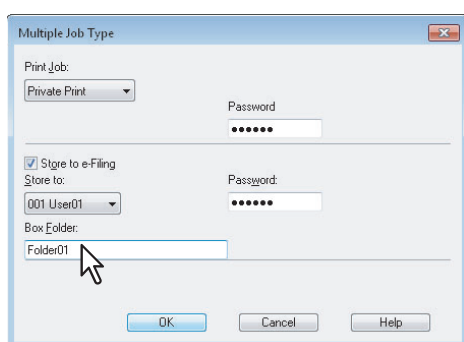 Multiple Job Type
Print Job:
Private Print
Password
●●●●●●
Store to e-Filing
Store to:
Password:
001 User01
●●●●●●
Box Folder:
Folder01
OK Cancel Help